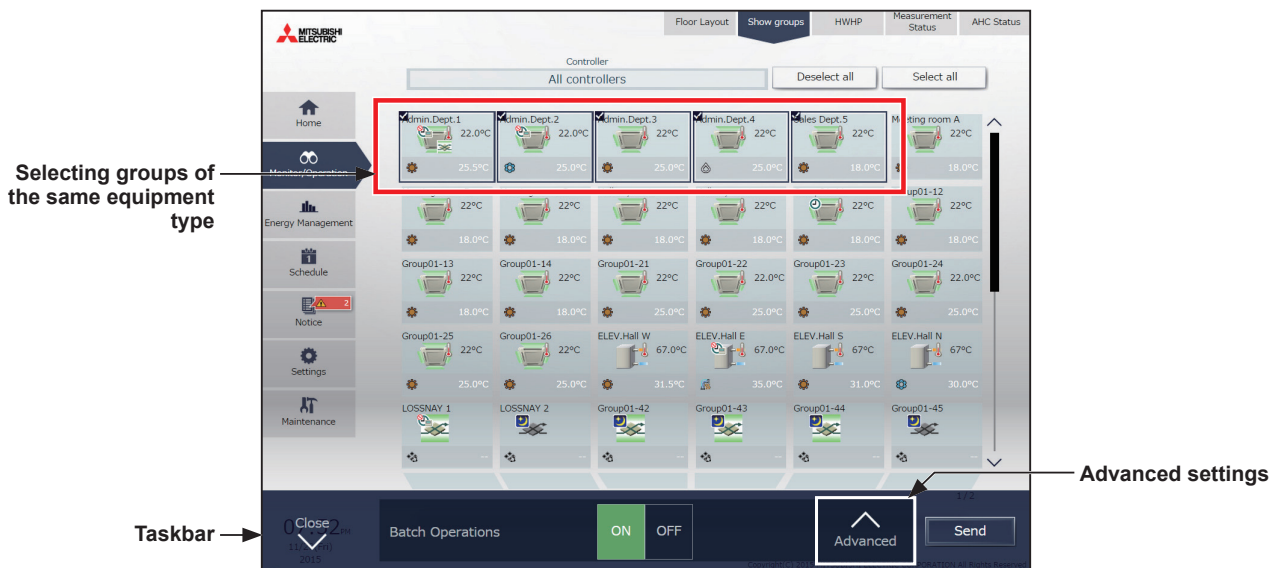 MITSUBISHI
ELECTRIC
Floor Layout
Show groups
HWHP
Measurement
Status
AHC Status
Controller
All controllers
Deselect all
Select all
Home
Monitor/Operation
Energy Management
Schedule
Notice
2
Settings
Maintenance
Selecting groups of
the same equipment
type
Admin.Dept.1 Admin.Dept.2 Admin.Dept.3 Admin.Dept.4 Sales Dept.5 Meeting room A
22.0°C 22.0°C 22°C 22°C 22°C 22°C
25.5°C 25.0°C 25.0°C 25.0°C 18.0°C 18.0°C
up01-12
22°C 22°C 22°C 22°C 22°C 22°C
18.0°C 18.0°C 18.0°C 18.0°C 18.0°C 18.0°C
Group01-13 Group01-14 Group01-21 Group01-22 Group01-23 Group01-24
22°C 22°C 22°C 22.0°C 22°C 22.0°C
18.0°C 18.0°C 25.0°C 25.0°C 25.0°C 25.0°C
Group01-25 Group01-26 ELEV.Hall W ELEV.Hall E ELEV.Hall S ELEV.Hall N
22°C 22°C 67.0°C 67.0°C 67°C 67°C
25.0°C 25.0°C 31.5°C 35.0°C 31.0°C 30.0°C
LOSSNAY 1 LOSSNAY 2 Group01-42 Group01-43 Group01-44 Group01-45
-- -- -- -- -- --
1/2
Advanced settings
Taskbar
Close
2015
Batch Operations
ON
OFF
Advanced
Send
All Rights Reserved